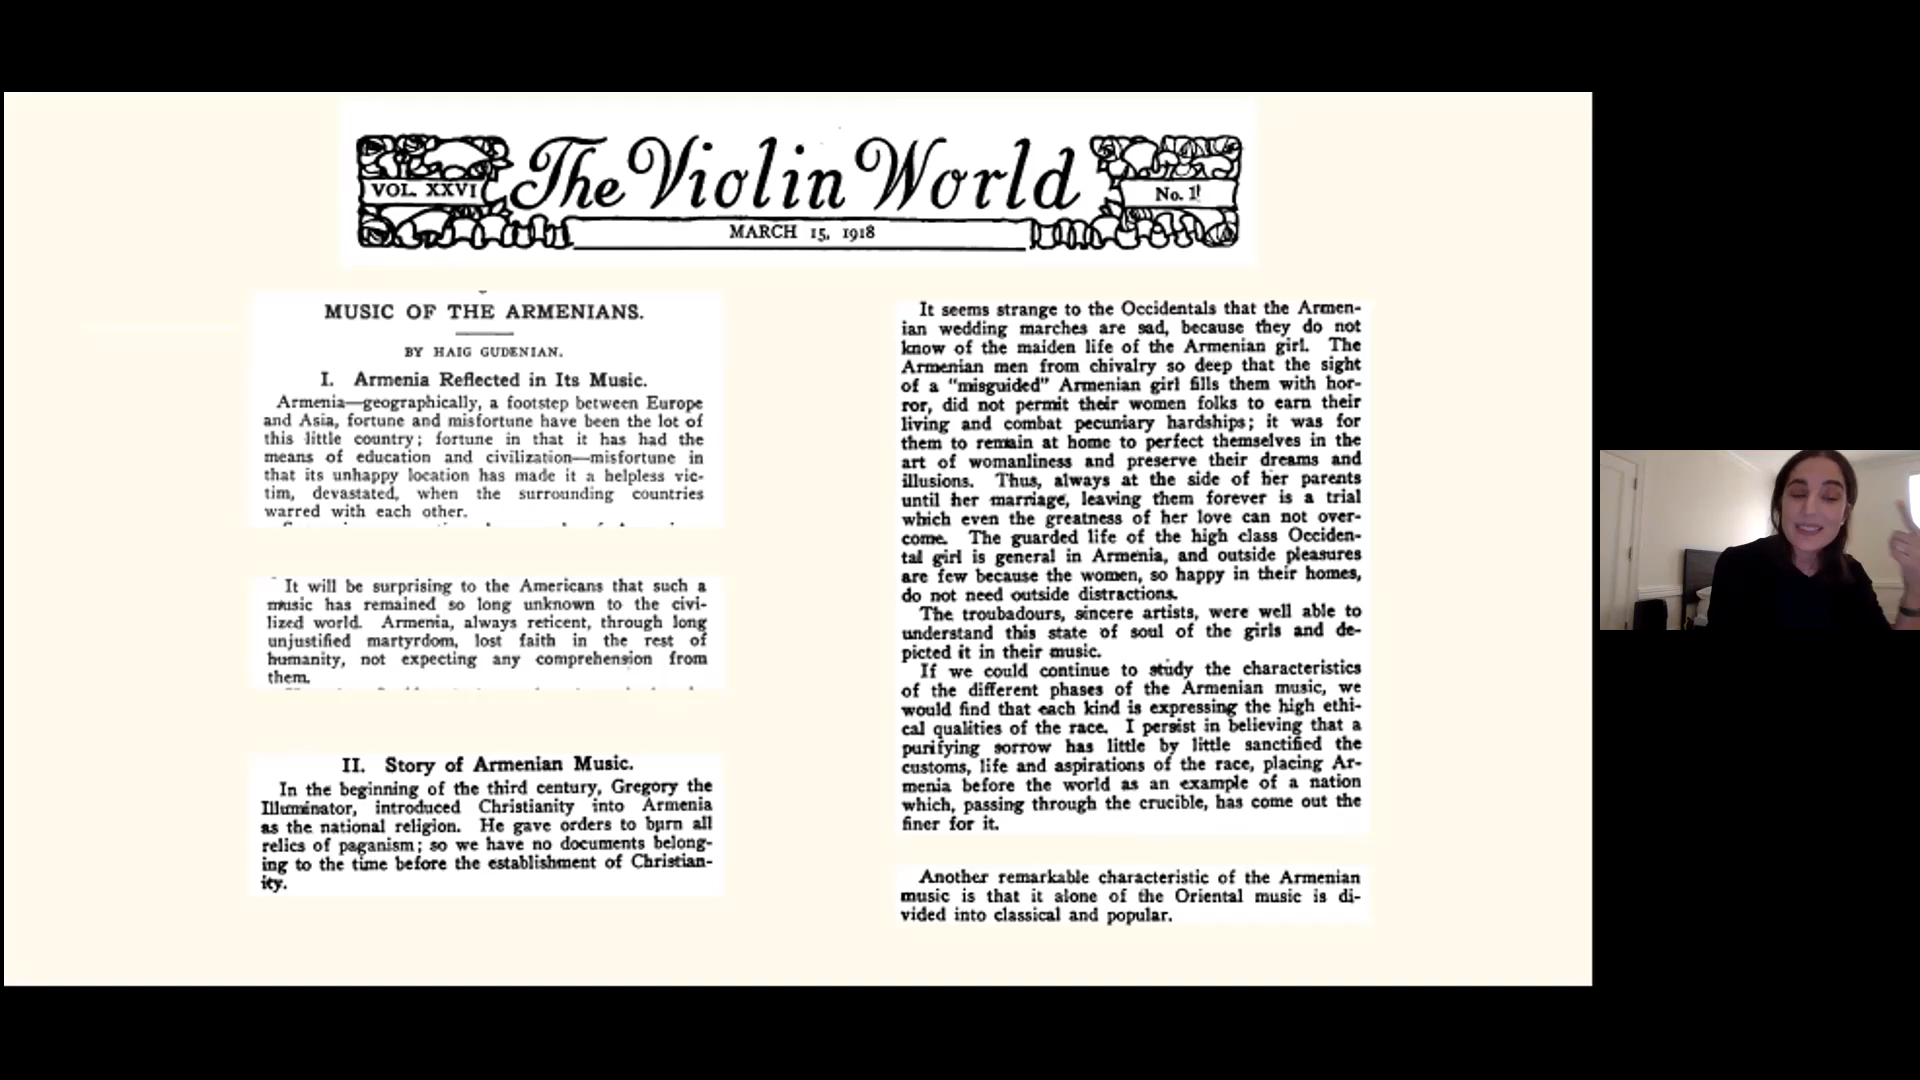 VOL. XXVI
The Violin World
No. 1
MARCH 15, 1918
MUSIC OF THE ARMENIANS.
BY HAIG GUDENIAN.
I. Armenia Reflected in Its Music.
Armenia—geographically, a footstep between Europe
and Asia, fortune and misfortune have been the lot of
this little country; fortune in that it has had the
means of education and civilization—misfortune in
that its unhappy location has made it a helpless vic-
tim, devastated, when the surrounding countries
warred with each other.
It will be surprising to the Americans that such a
music has remained so long unknown to the civi-
lized world. Armenia, always reticent, through long
unjustified martyrdom, lost faith in the rest of
humanity, not expecting any comprehension from
them.
II. Story of Armenian Music.
In the beginning of the third century, Gregory the
Illuminator, introduced Christianity into Armenia
as the national religion. He gave orders to burn all
relics of paganism; so we have no documents belong-
ing to the time before the establishment of Christian-
ity.
It seems strange to the Occidentals that the Armen-
ian wedding marches are sad, because they do not
know of the maiden life of the Armenian girl. The
Armenian men from chivalry so deep that the sight
of a "misguided" Armenian girl fills them with hor-
ror, did not permit their women folks to earn their
living and combat pecuniary hardships; it was for
them to remain at home to perfect themselves in the
art of womanliness and preserve their dreams and
illusions. Thus, always at the side of her parents
until her marriage, leaving them forever is a trial
which even the greatness of her love can not over-
come. The guarded life of the high class Occiden-
tal girl is general in Armenia, and outside pleasures
are few because the women, so happy in their homes,
do not need outside distractions.
The troubadours, sincere artists, were well able to
understand this state of soul of the girls and de-
picted it in their music.
If we could continue to study the characteristics
of the different phases of the Armenian music, we
would find that each kind is expressing the high ethi-
cal qualities of the race. I persist in believing that a
purifying sorrow has little by little sanctified the
customs, life and aspirations of the race, placing Ar-
menia before the world as an example of a nation
which, passing through the crucible, has come out the
finer for it.
Another remarkable characteristic of the Armenian
music is that it alone of the Oriental music is di-
vided into classical and popular.